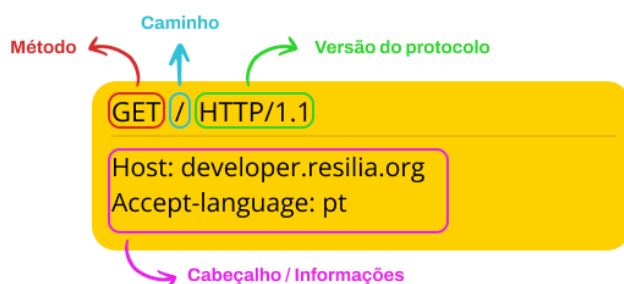 Caminho
Método
Versão do protocolo
GET / HTTP/1.1
Host: developer.resilia.org
Accept-language: pt
Cabeçalho / Informações